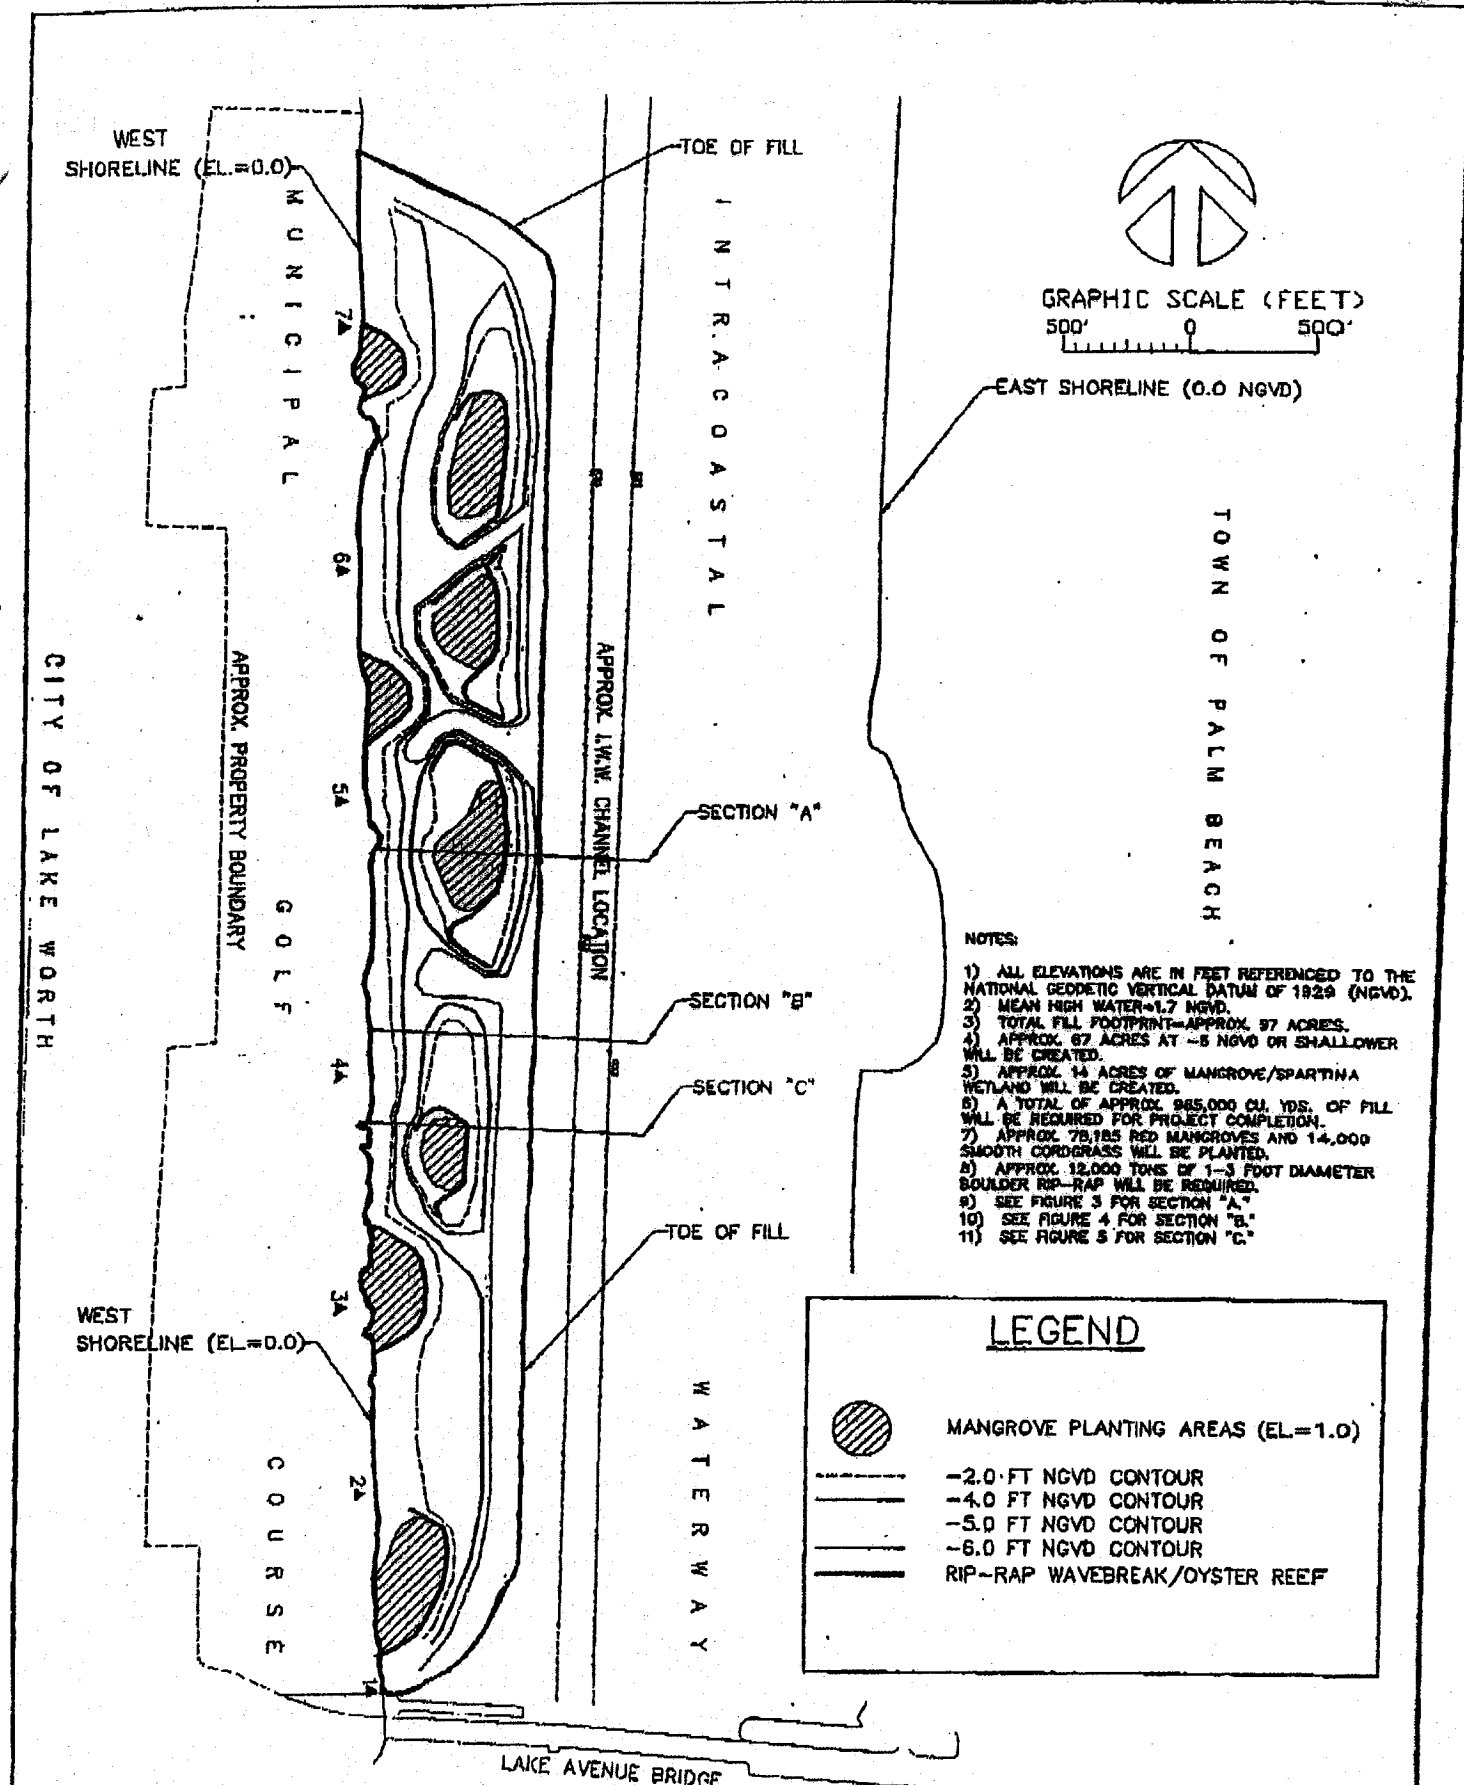 WEST
SHORELINE (EL.=0.0)
TOE OF FILL
MUNICIPAL
GOLF
COURSE
INTRACOASTAL
WATERWAY
GRAPHIC SCALE (FEET)
500' 0 500'
EAST SHORELINE (0.0 NGVD)
TOWN OF PALM BEACH
CITY OF LAKE WORTH
APPROX. PROPERTY BOUNDARY
APPROX. I.W.W. CHANNEL LOCATION
7
6
5
4
3
2
1
SECTION "A"
SECTION "B"
SECTION "C"
TOE OF FILL
WEST
SHORELINE (EL=0.0)
NOTES:
1) ALL ELEVATIONS ARE IN FEET REFERENCED TO THE
NATIONAL GEODETIC VERTICAL DATUM OF 1929 (NGVD).
2) MEAN HIGH WATER=1.7 NGVD.
3) TOTAL FILL FOOTPRINT=APPROX. 97 ACRES.
4) APPROX. 67 ACRES AT -5 NGVD OR SHALLOWER
WILL BE CREATED.
5) APPROX. 14 ACRES OF MANGROVE/SPARTINA
WETLAND WILL BE CREATED.
6) A TOTAL OF APPROX. 965,000 CU. YDS. OF FILL
WILL BE REQUIRED FOR PROJECT COMPLETION.
7) APPROX. 78,185 RED MANGROVES AND 14,000
SMOOTH CORDGRASS WILL BE PLANTED.
8) APPROX. 12,000 TONS OF 1-3 FOOT DIAMETER
BOULDER RIP-RAP WILL BE REQUIRED.
9) SEE FIGURE 3 FOR SECTION "A."
10) SEE FIGURE 4 FOR SECTION "B."
11) SEE FIGURE 5 FOR SECTION "C."
LEGEND
MANGROVE PLANTING AREAS (EL.=1.0)
-2.0 FT NGVD CONTOUR
-4.0 FT NGVD CONTOUR
-5.0 FT NGVD CONTOUR
-6.0 FT NGVD CONTOUR
RIP-RAP WAVEBREAK/OYSTER REEF
LAKE AVENUE BRIDGE